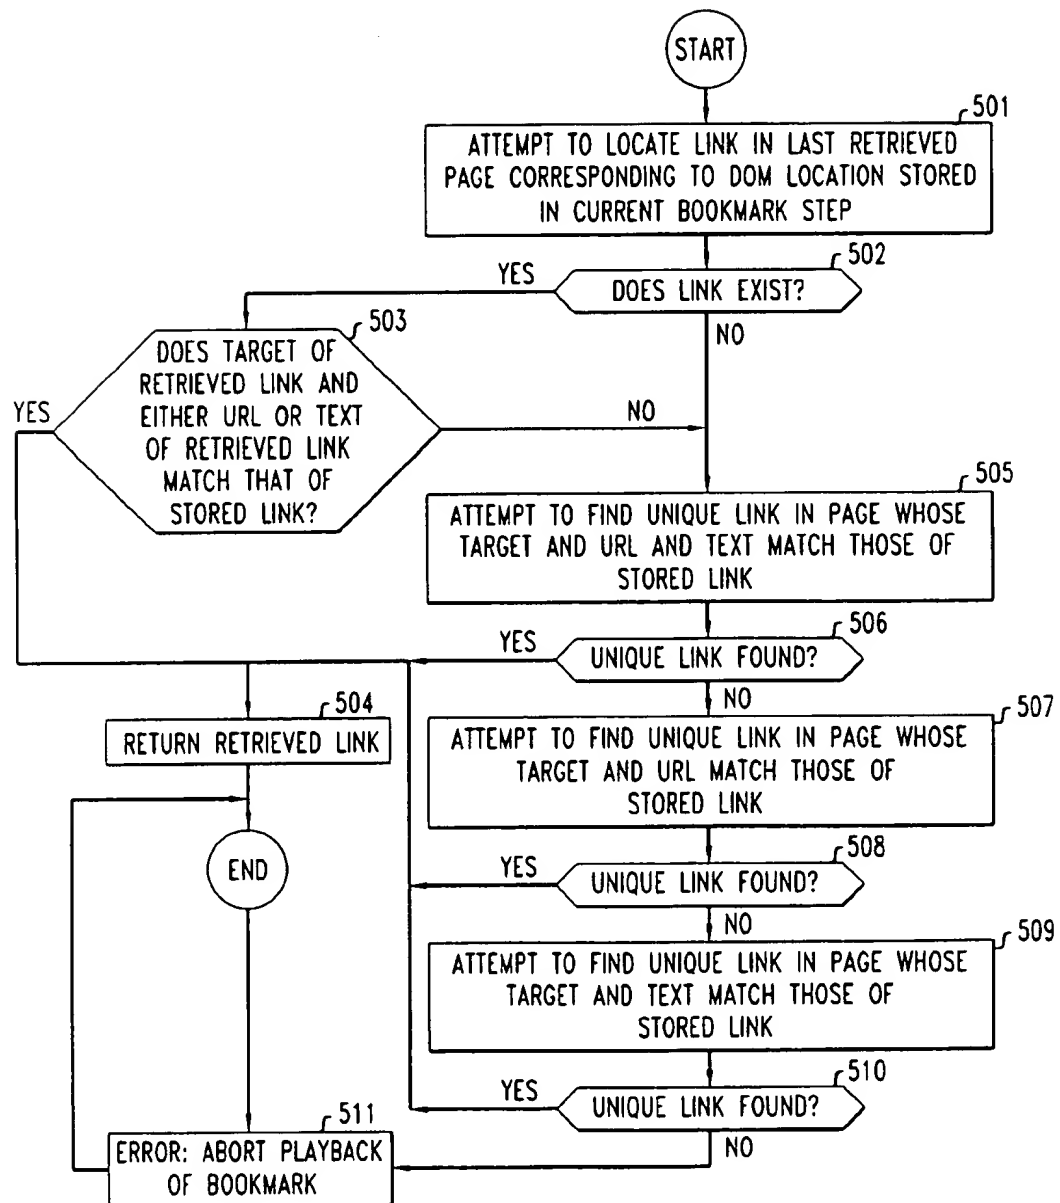 START
501
ATTEMPT TO LOCATE LINK IN LAST RETRIEVED
PAGE CORRESPONDING TO DOM LOCATION STORED
IN CURRENT BOOKMARK STEP
502
YES
DOES LINK EXIST?
NO
503
DOES TARGET OF
RETRIEVED LINK AND
EITHER URL OR TEXT
OF RETRIEVED LINK
MATCH THAT OF
STORED LINK?
YES
NO
505
ATTEMPT TO FIND UNIQUE LINK IN PAGE WHOSE
TARGET AND URL AND TEXT MATCH THOSE OF
STORED LINK
506
YES
UNIQUE LINK FOUND?
NO
504
RETURN RETRIEVED LINK
507
ATTEMPT TO FIND UNIQUE LINK IN PAGE WHOSE
TARGET AND URL MATCH THOSE OF
STORED LINK
END
508
YES
UNIQUE LINK FOUND?
NO
509
ATTEMPT TO FIND UNIQUE LINK IN PAGE WHOSE
TARGET AND TEXT MATCH THOSE OF
STORED LINK
510
YES
UNIQUE LINK FOUND?
NO
511
ERROR: ABORT PLAYBACK
OF BOOKMARK